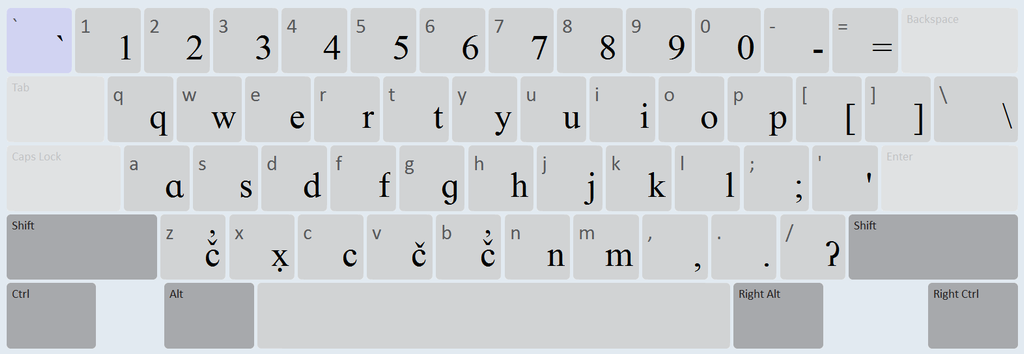 ` ` 1 1 2 2 3 3 4 4 5 5 6 6 7 7 8 8 9 9 0 0 - - = = Backspace
Tab q q w w e e r r t t y y u u i i o o p p [ [ ] ] \ \
Caps Lock a ɑ s s d d f f g g h h j j k k l l ; ; ' ' Enter
Shift z č̓ x x̣ c c v č b č̓ n n m m , , . . / ʔ Shift
Ctrl Alt Right Alt Right Ctrl